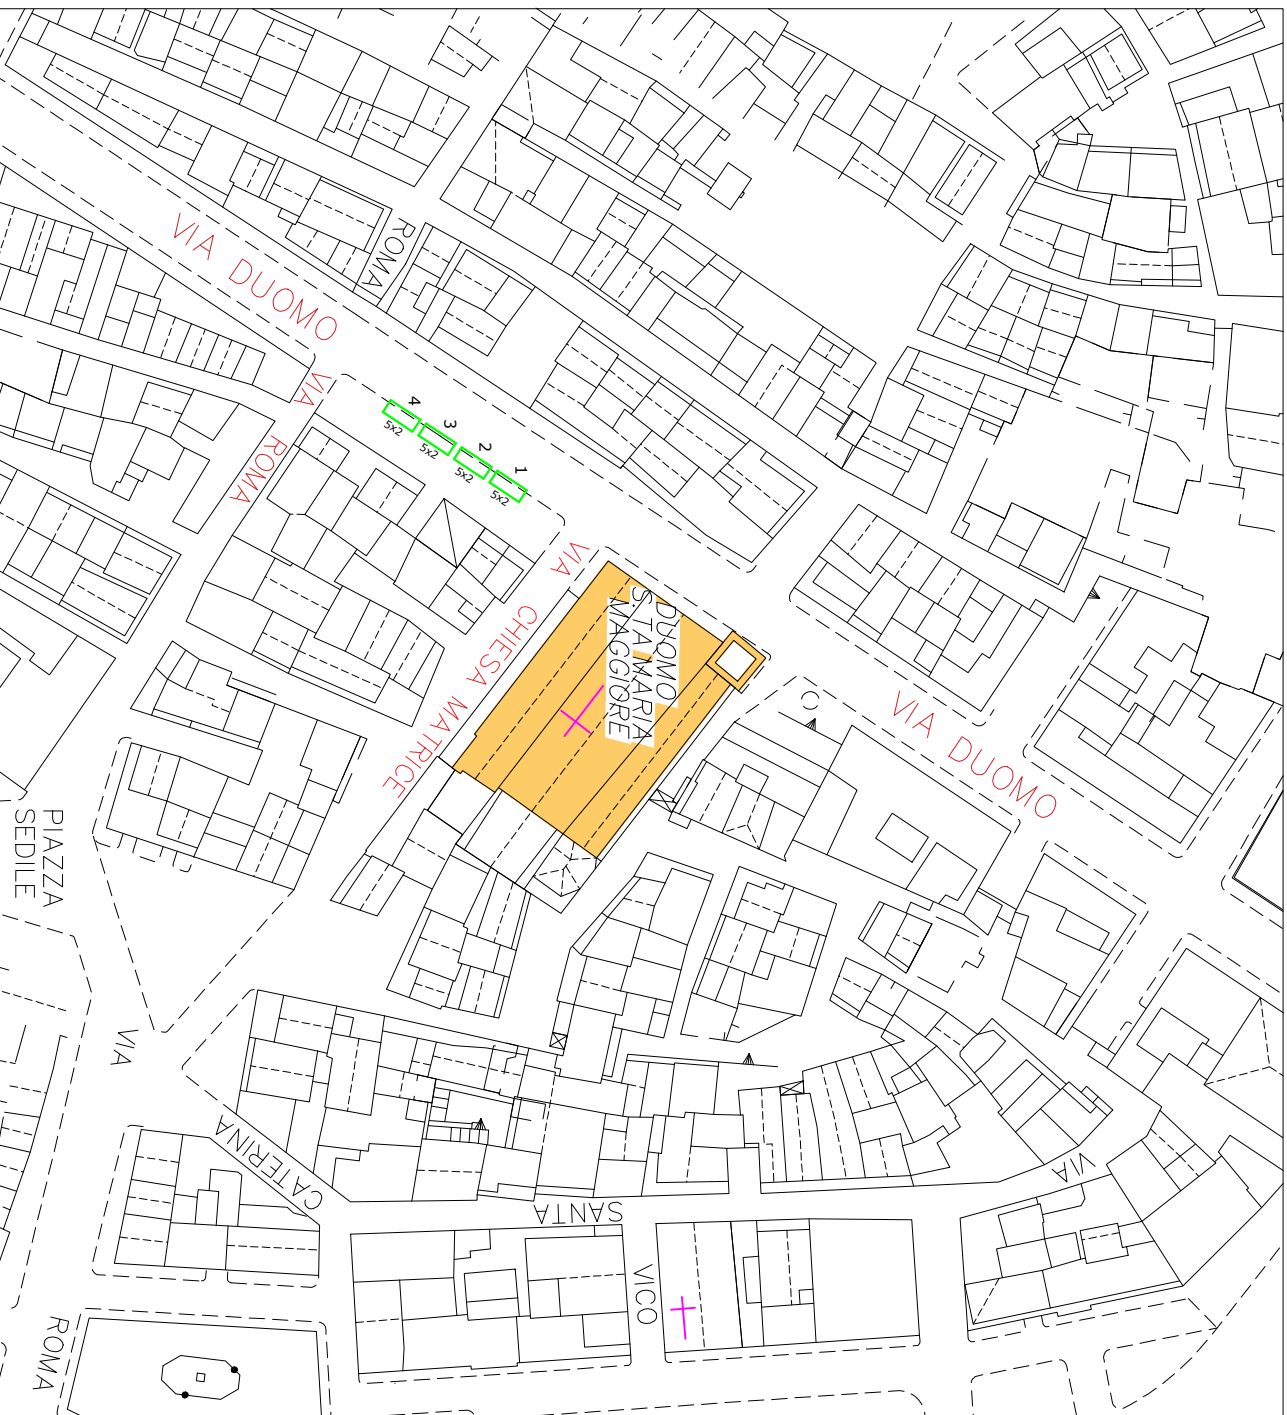 ROMA
VIA DUOMO
VIA
ROMA
4
5x2
3
5x2
2
5x2
1
5x2
VIA
CHIESA MATRICE
DUOMO
S.TA MARIA
MAGGIORE
VIA DUOMO
PIAZZA
SEDILE
VIA
CATERINA
SANTA
VIA
VICO
ROMA